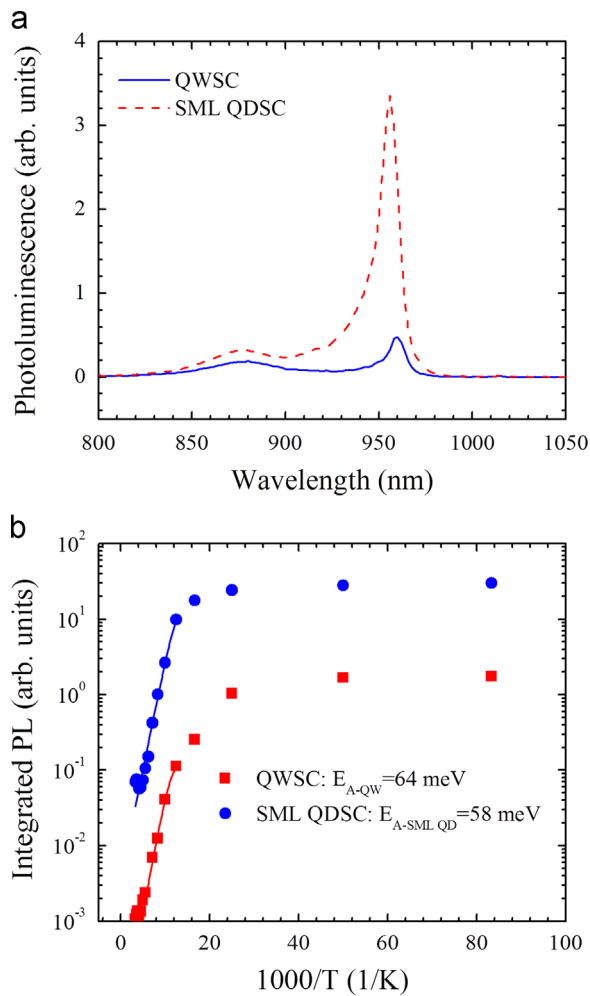 a
4
3
2
1
0
Photoluminescence (arb. units)
QWSC
SML QDSC
800 850 900 950 1000 1050
Wavelength (nm)
b
10^2
10^1
10^0
10^-1
10^-2
10^-3
Integrated PL (arb. units)
QWSC: E_A-QW=64 meV
SML QDSC: E_A-SML QD=58 meV
0 20 40 60 80 100
1000/T (1/K)